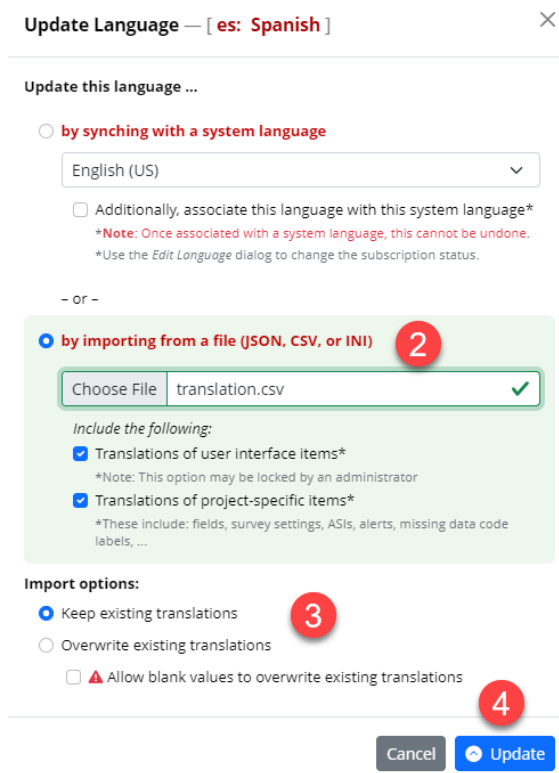 Update Language — [ es: Spanish ]
Update this language ...
by synching with a system language
English (US)
Additionally, associate this language with this system language*
*Note: Once associated with a system language, this cannot be undone.
*Use the Edit Language dialog to change the subscription status.
– or –
by importing from a file (JSON, CSV, or INI)
2
Choose File translation.csv
Include the following:
Translations of user interface items*
*Note: This option may be locked by an administrator
Translations of project-specific items*
*These include: fields, survey settings, ASIs, alerts, missing data code
labels, ...
Import options:
Keep existing translations
3
Overwrite existing translations
Allow blank values to overwrite existing translations
4
Cancel Update